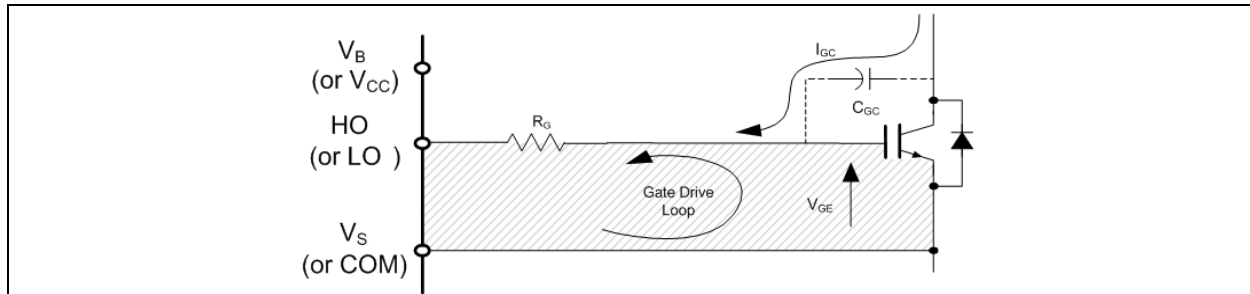 V_B
(or V_CC)
HO
(or LO )
V_S
(or COM)
R_G
I_GC
C_GC
Gate Drive
Loop
V_GE